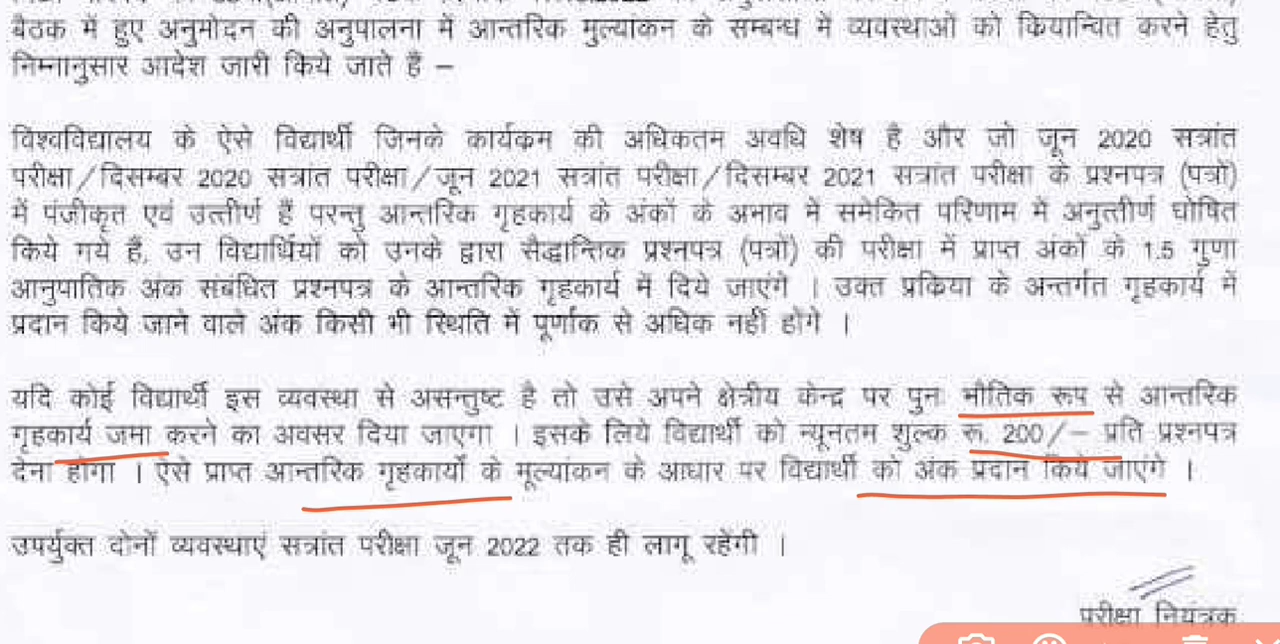 बैठक में हुए अनुमोदन की अनुपालना में आन्तरिक मुल्यांकन के सम्बन्ध में व्यवस्थाओं को कियान्वित करने हेतु
निम्नानुसार आदेश जारी किये जाते हैं –
विश्वविद्यालय के ऐसे विद्यार्थी जिनके कार्यकम की अधिकतम अवधि शेष है और जो जून 2020 सत्रांत
परीक्षा/दिसम्बर 2020 सत्रांत परीक्षा/जून 2021 सत्रांत परीक्षा/दिसम्बर 2021 सत्रांत परीक्षा के प्रश्नपत्र (पत्रों)
में पंजीकृत एवं उत्तीर्ण हैं परन्तु आन्तरिक गृहकार्य के अंकों के अभाव में समेकित परिणाम में अनुत्तीर्ण घोषित
किये गये हैं, उन विद्यार्थियों को उनके द्वारा सैद्धान्तिक प्रश्नपत्र (पत्रों) की परीक्षा में प्राप्त अंकों के 1.5 गुणा
आनुपातिक अंक संबंधित प्रश्नपत्र के आन्तरिक गृहकार्य में दिये जाएंगे । उक्त प्रकिया के अन्तर्गत गृहकार्य में
प्रदान किये जाने वाले अंक किसी भी स्थिति में पूर्णांक से अधिक नहीं होंगे ।
यदि कोई विद्यार्थी इस व्यवस्था से असन्तुष्ट है तो उसे अपने क्षेत्रीय केन्द्र पर पुनः भौतिक रूप से आन्तरिक
गृहकार्य जमा करने का अवसर दिया जाएगा । इसके लिये विद्यार्थी को न्यूनतम शुल्क रू. 200/– प्रति प्रश्नपत्र
देना होगा । ऐसे प्राप्त आन्तरिक गृहकार्यों के मूल्यांकन के आधार पर विद्यार्थी को अंक प्रदान किये जाएंगे ।
उपर्युक्त दोनों व्यवस्थाएं सत्रांत परीक्षा जून 2022 तक ही लागू रहेंगी ।
परीक्षा नियंत्रक